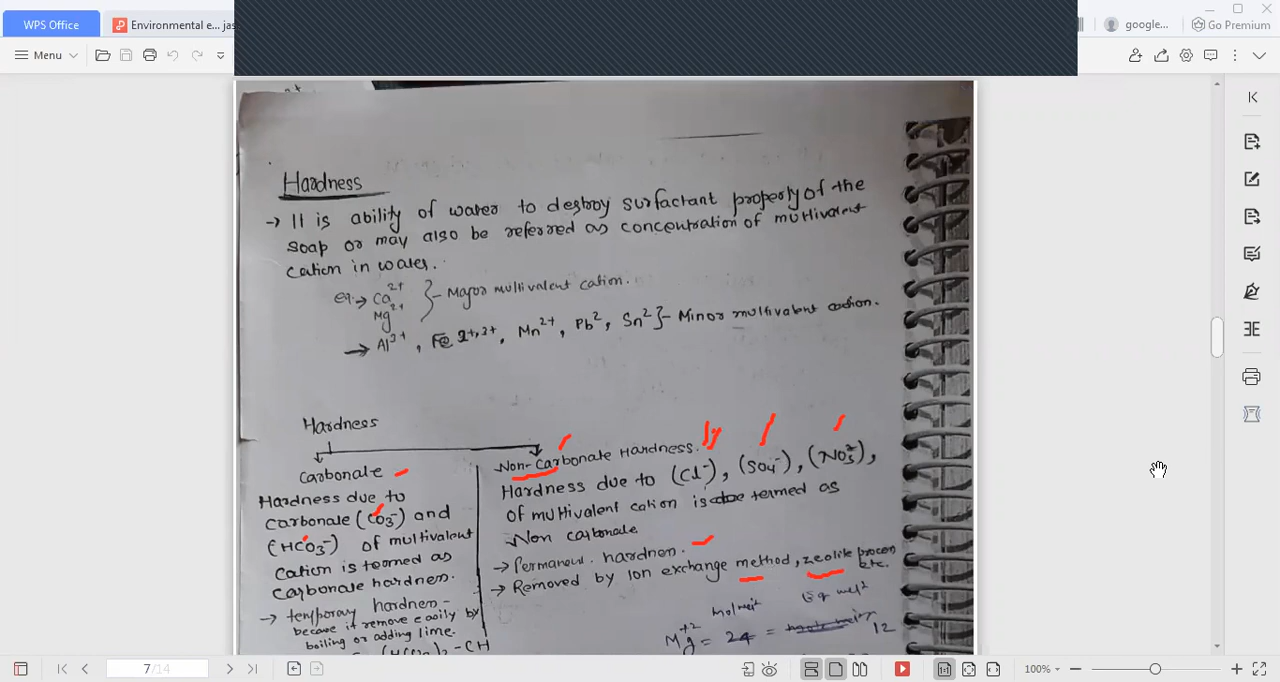 WPS Office
Environmental e... jas
google...
Go Premium
Menu
Hardness
→ It is ability of water to destroy surfactant property of the
soap or may also be referred as concentration of multivalent
cation in water.
eg:→ Ca2+
Mg2+ }- Major multivalent cation.
→ Al3+, Fe 2+,3+, Mn2+, Pb2, Sn2 }- Minor multivalent cation.
Hardness
Carbonate
Hardness due to
carbonate (CO3-) and
(HCO3-) of multivalent
cation is teamed as
carbonate hardness.
→ temporary hardness-
because it remove easily by
boiling or adding lime.
Non-carbonate Hardness.
Hardness due to (Cl-), (SO4-), (NO3-),
of multivalent cation is termed as
Non carbonate
→ Permanent hardness.
→ Removed by Ion exchange method, zeolite process
etc.
Mg+2 = 24 = 12
7/14
100%